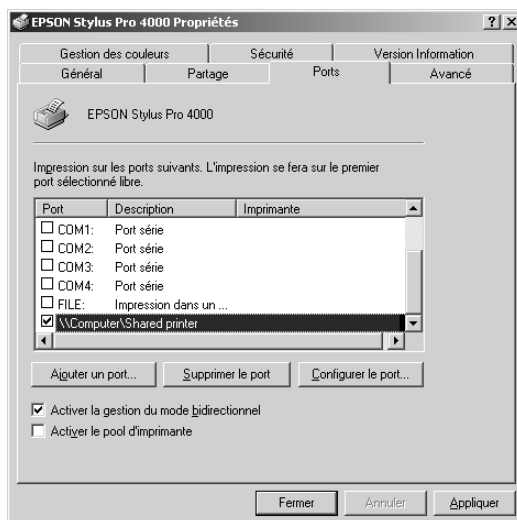 EPSON Stylus Pro 4000 Propriétés
Gestion des couleurs Sécurité Version Information
Général Partage Ports Avancé
EPSON Stylus Pro 4000
Impression sur les ports suivants. L'impression se fera sur le premier
port sélectionné libre.
Port Description Imprimante
COM1: Port série
COM2: Port série
COM3: Port série
COM4: Port série
FILE: Impression dans un ...
\\Computer\Shared printer
Ajouter un port... Supprimer le port Configurer le port...
Activer la gestion du mode bidirectionnel
Activer le pool d'imprimante
Fermer Annuler Appliquer